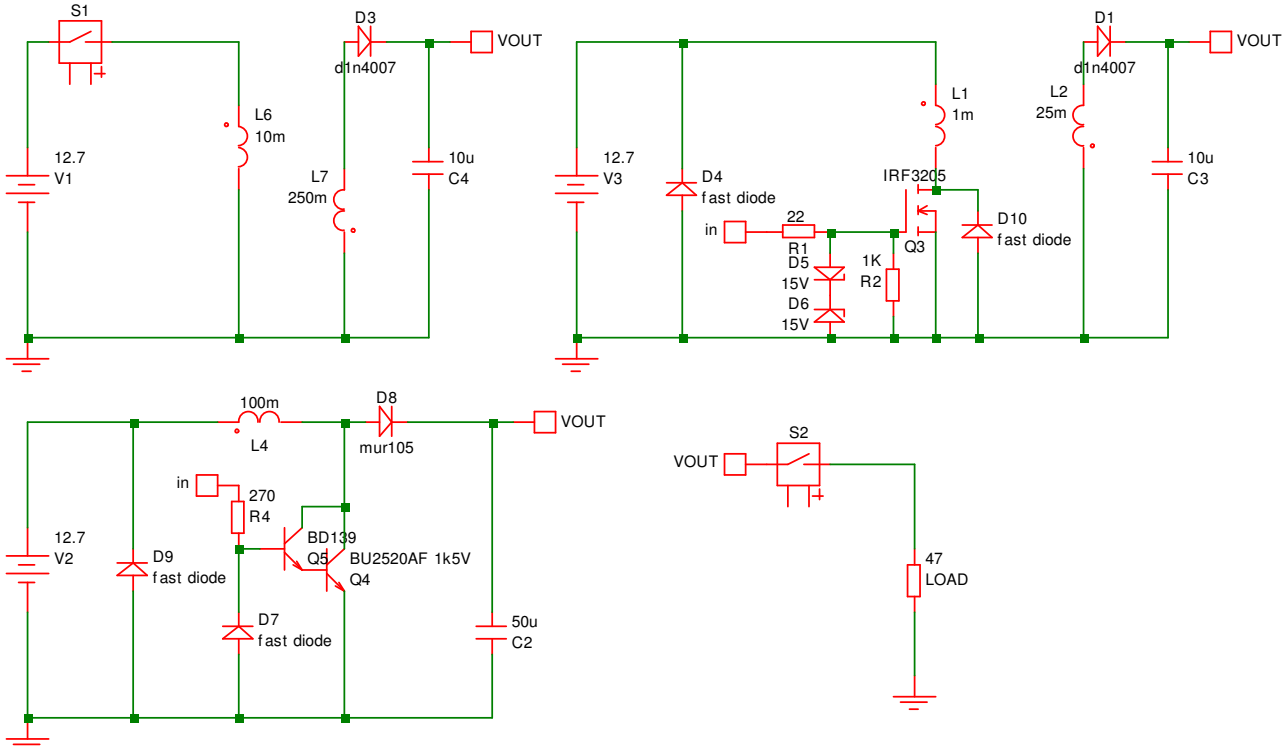 S1
D3
VOUT
d1n4007
L6
10m
12.7
V1
L7
250m
10u
C4
D1
VOUT
d1n4007
L1
1m
L2
25m
12.7
V3
D4
fast diode
IRF3205
10u
C3
in
22
R1
D5
15V
D6
15V
1K
R2
Q3
D10
fast diode
100m
L4
D8
mur105
VOUT
in
270
R4
12.7
V2
D9
fast diode
BD139
Q5
BU2520AF 1k5V
Q4
D7
fast diode
50u
C2
S2
VOUT
47
LOAD